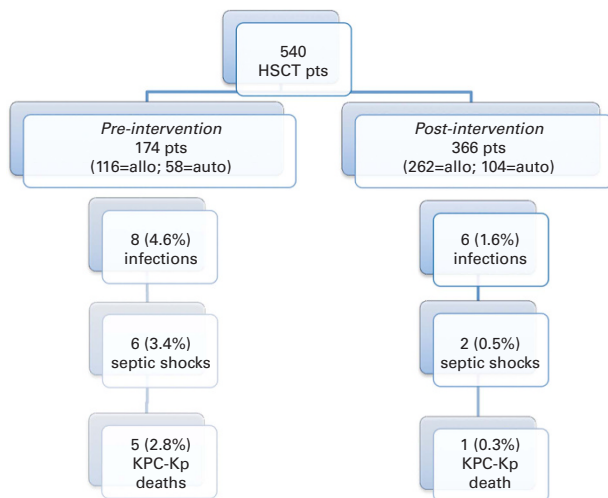 540
HSCT pts
Pre-intervention
174 pts
(116=allo; 58=auto)
Post-intervention
366 pts
(262=allo; 104=auto)
8 (4.6%)
infections
6 (1.6%)
infections
6 (3.4%)
septic shocks
2 (0.5%)
septic shocks
5 (2.8%)
KPC-Kp
deaths
1 (0.3%)
KPC-Kp
death